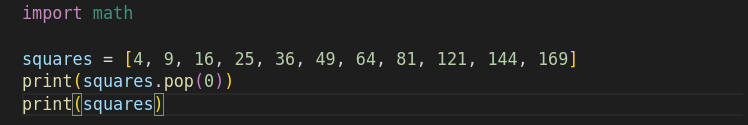 import math
squares = [4, 9, 16, 25, 36, 49, 64, 81, 121, 144, 169]
print(squares.pop(0))
print(squares)